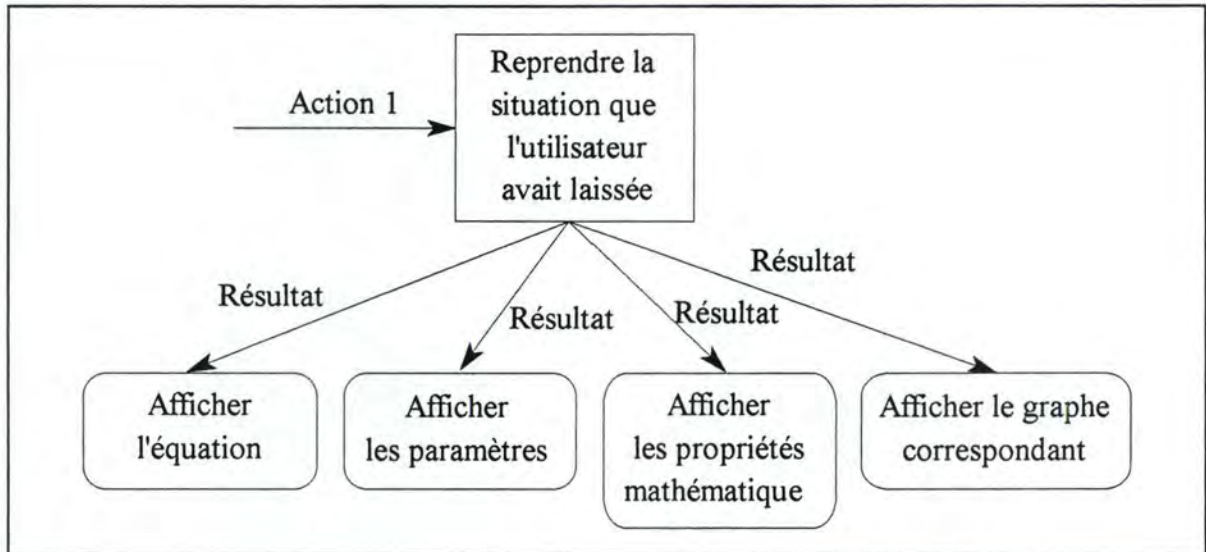 Reprendre la
situation que
l'utilisateur
avait laissée
Action 1
Résultat
Résultat
Résultat
Résultat
Afficher
l'équation
Afficher
les paramètres
Afficher
les propriétés
mathématique
Afficher le graphe
correspondant